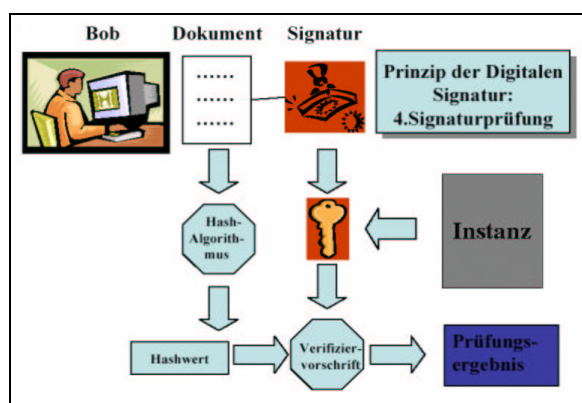 Bob
Dokument
Signatur
......
......
......
Prinzip der Digitalen
Signatur:
4.Signaturprüfung
Hash-
Algorith-
mus
Instanz
Hashwert
Verifizier-
vorschrift
Prüfungs-
ergebnis